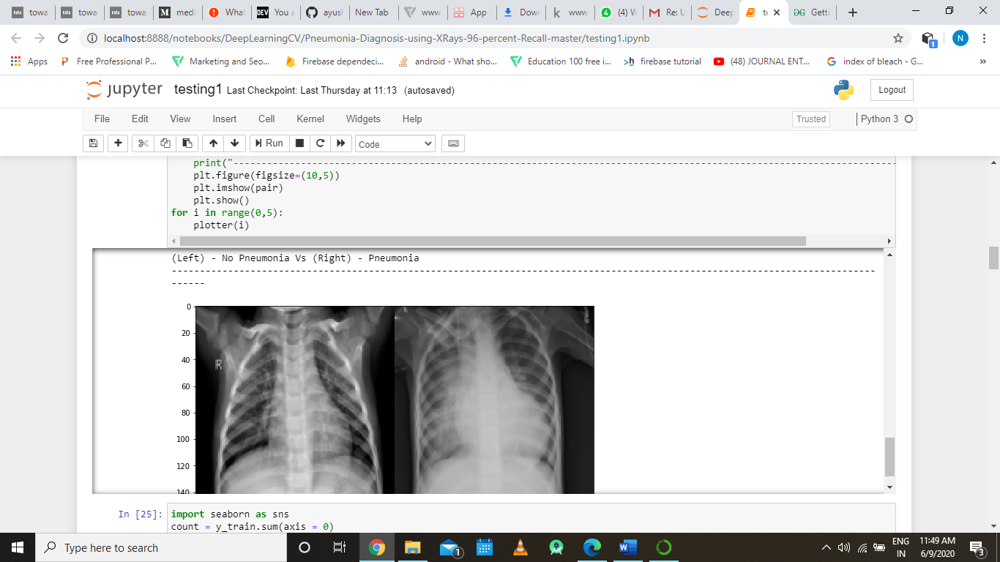 towa
towa
towa
medi
What
DEV You a
ayus
New Tab
www
App
Dow
k www
(4) W
Re: U
Deep
te
Gett
localhost:8888/notebooks/DeepLearningCV/Pneumonia-Diagnosis-using-XRays-96-percent-Recall-master/testing1.ipynb
N
1
Apps
Free Professional P...
Marketing and Seo...
Firebase dependeci...
android - What sho...
Education 100 free i...
firebase tutorial
(48) JOURNAL ENT...
index of bleach - G...
jupyter testing1 Last Checkpoint: Last Thursday at 11:13 (autosaved)
Logout
File Edit View Insert Cell Kernel Widgets Help
Trusted
Python 3
Run
Code
print("------------------------------------------------------------------------------------------------------------------------
plt.figure(figsize=(10,5))
plt.imshow(pair)
plt.show()
for i in range(0,5):
plotter(i)
(Left) - No Pneumonia Vs (Right) - Pneumonia
-----------------------------------------------------------------------------------------------------------------------------
------
0
20
40
60
80
100
120
140
R
L
In [25]: import seaborn as sns
count = y_train.sum(axis = 0)
Type here to search
1
ENG
IN
11:49 AM
6/9/2020
3